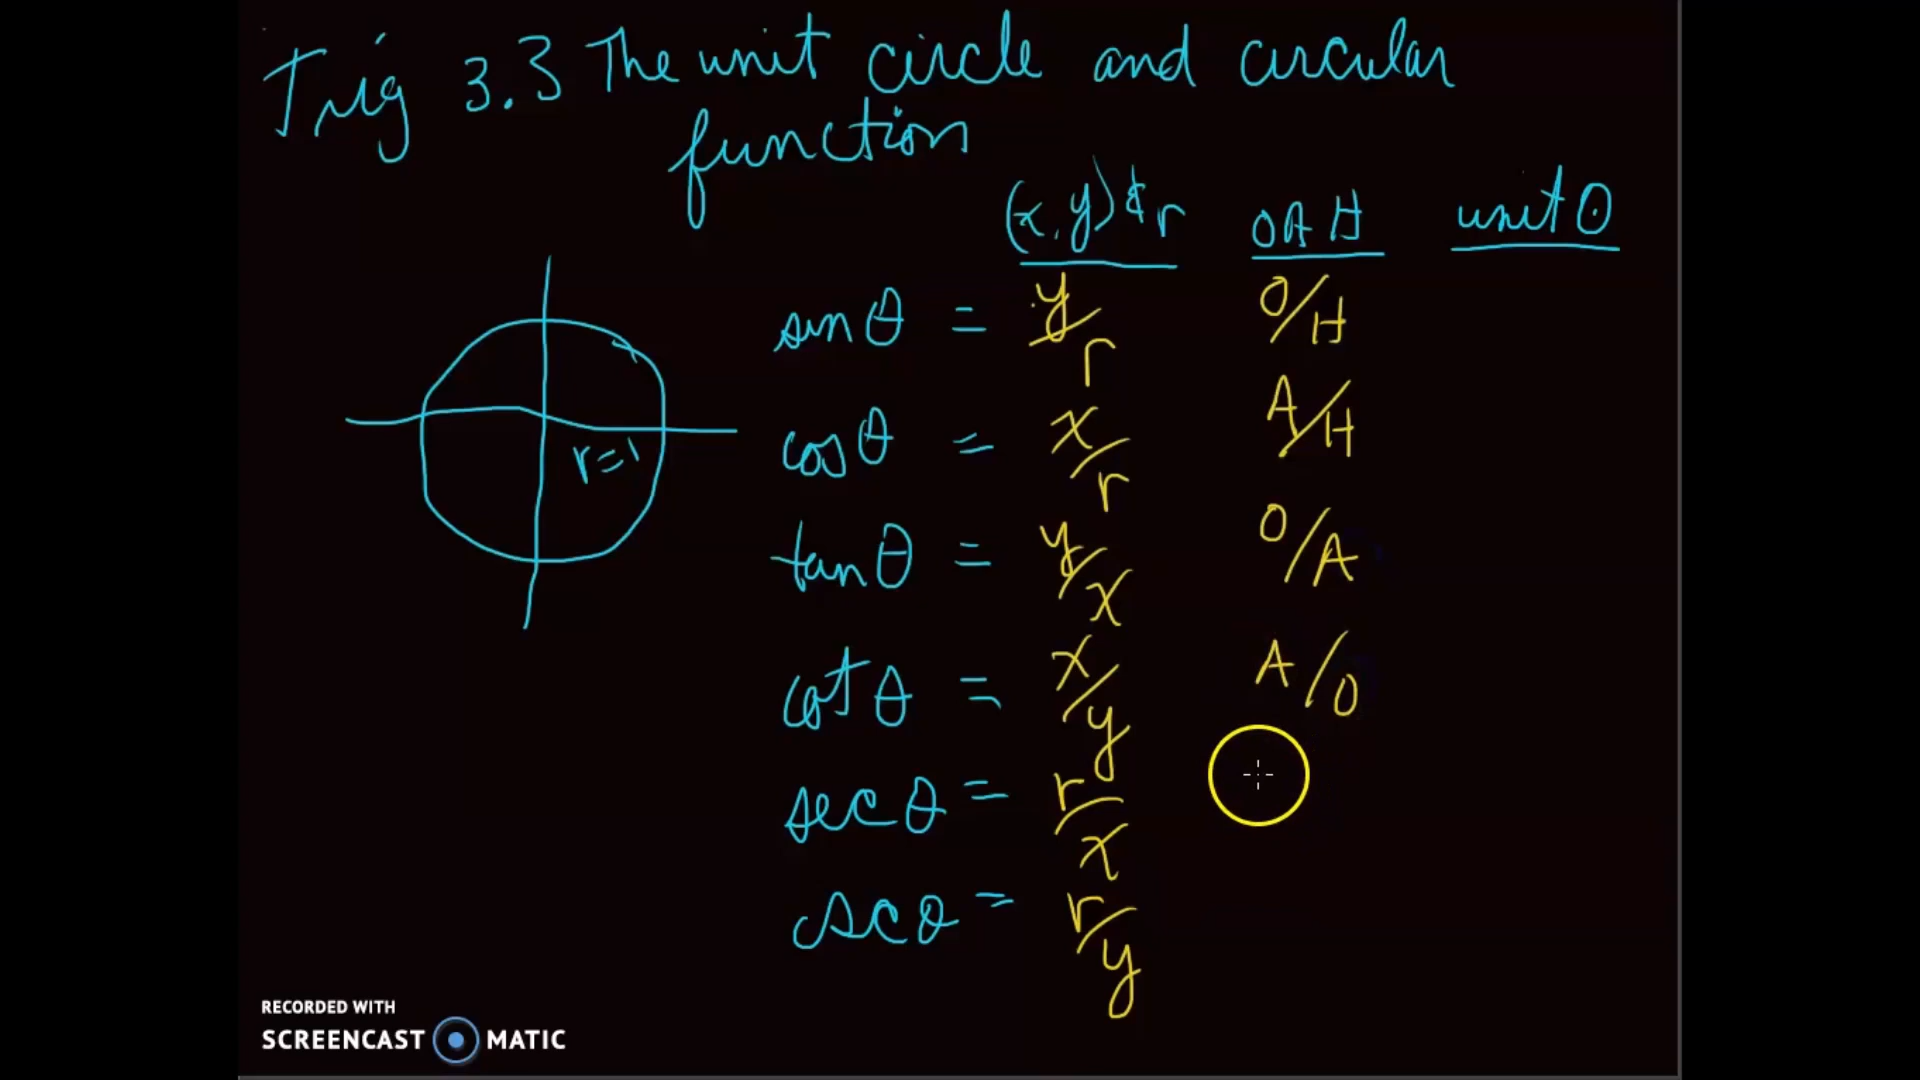 Trig 3.3 The unit circle and circular
function
(x,y) & r OAH unit ⊙
sin θ = y/r O/H
cos θ = x/r A/H
r=1
tan θ = y/x O/A
cot θ = x/y A/O
sec θ = r/x
csc θ = r/y
RECORDED WITH
SCREENCAST MATIC